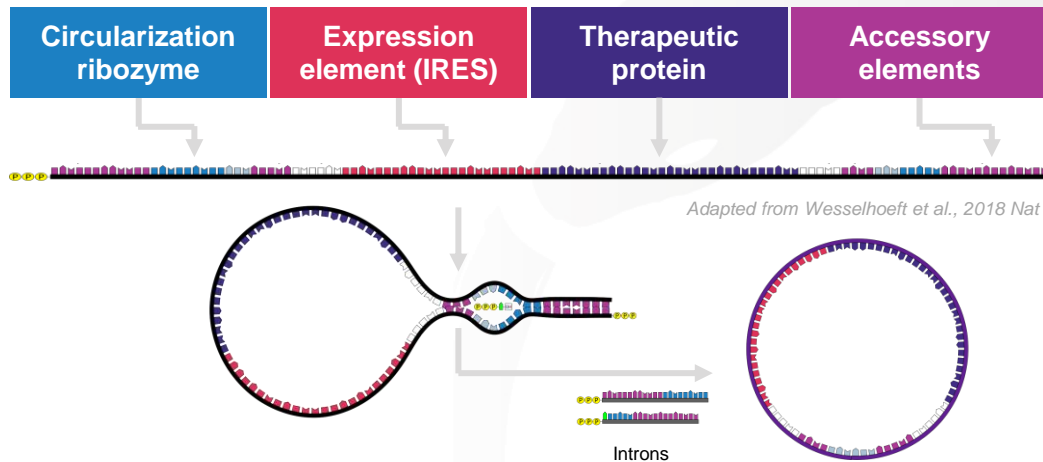 Circularization
ribozyme
Expression
element (IRES)
Therapeutic
protein
Accessory
elements
P P P
Adapted from Wesselhoeft et al., 2018 Nat
P P P
P P P
P P P
P P P
Introns